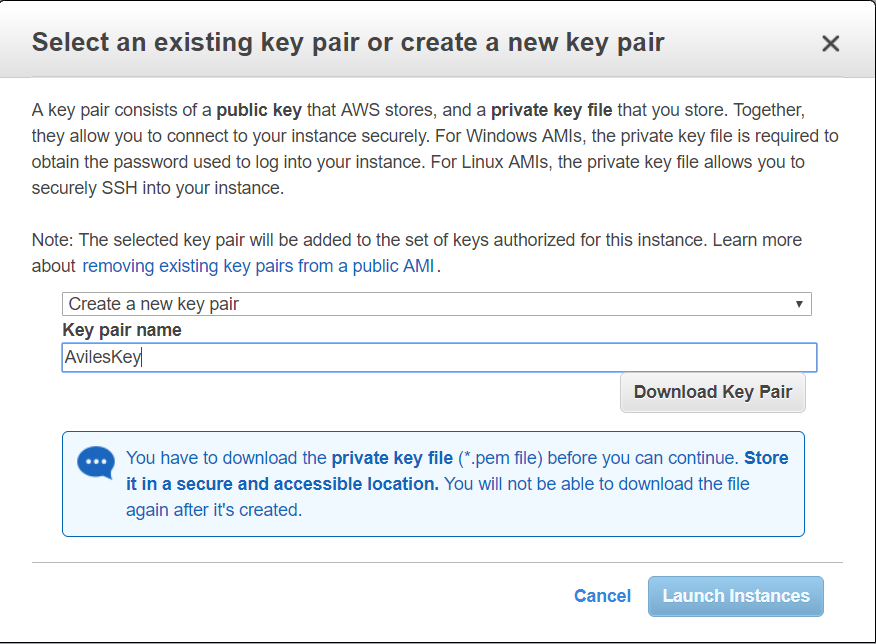 Select an existing key pair or create a new key pair
A key pair consists of a public key that AWS stores, and a private key file that you store. Together,
they allow you to connect to your instance securely. For Windows AMIs, the private key file is required to
obtain the password used to log into your instance. For Linux AMIs, the private key file allows you to
securely SSH into your instance.
Note: The selected key pair will be added to the set of keys authorized for this instance. Learn more
about removing existing key pairs from a public AMI.
Create a new key pair
Key pair name
AvilesKey
Download Key Pair
You have to download the private key file (*.pem file) before you can continue. Store
it in a secure and accessible location. You will not be able to download the file
again after it's created.
Cancel Launch Instances